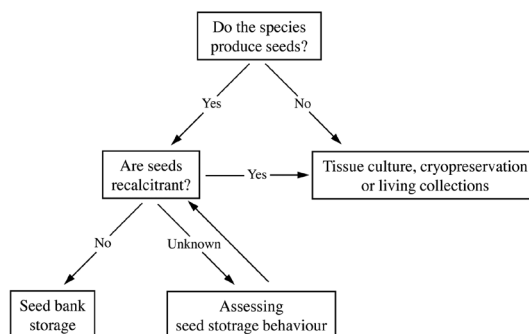 Do the species
produce seeds?
Yes
No
Are seeds
recalcitrant?
Yes
Tissue culture, cryopreservation
or living collections
No
Unknown
Seed bank
storage
Assessing
seed stotrage behaviour